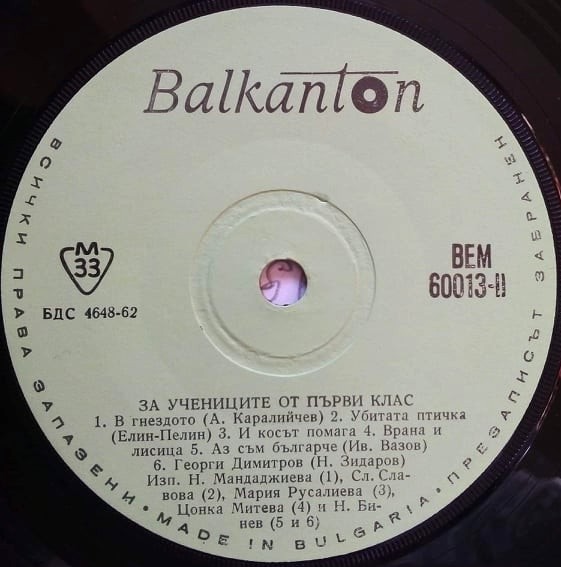 Balkanton
М
33
БДС 4648-62
ВЕМ
60013-II
ЗА УЧЕНИЦИТЕ ОТ ПЪРВИ КЛАС
1. В гнездото (А. Каралийчев) 2. Убитата птичка
(Елин-Пелин) 3. И косът помага 4. Врана и
лисица 5. Аз съм българче (Ив. Вазов)
6. Георги Димитров (Н. Зидаров)
Изп. Н. Мандаджиева (1), Сл. Сла-
вова (2), Мария Русалиева (3),
Цонка Митева (4) и Н. Би-
нев (5 и 6)
ВСИЧКИ ПРАВА ЗАПАЗЕНИ • MADE IN BULGARIA • ПРЕЗАПИСЪТ ЗАБРАНЕН